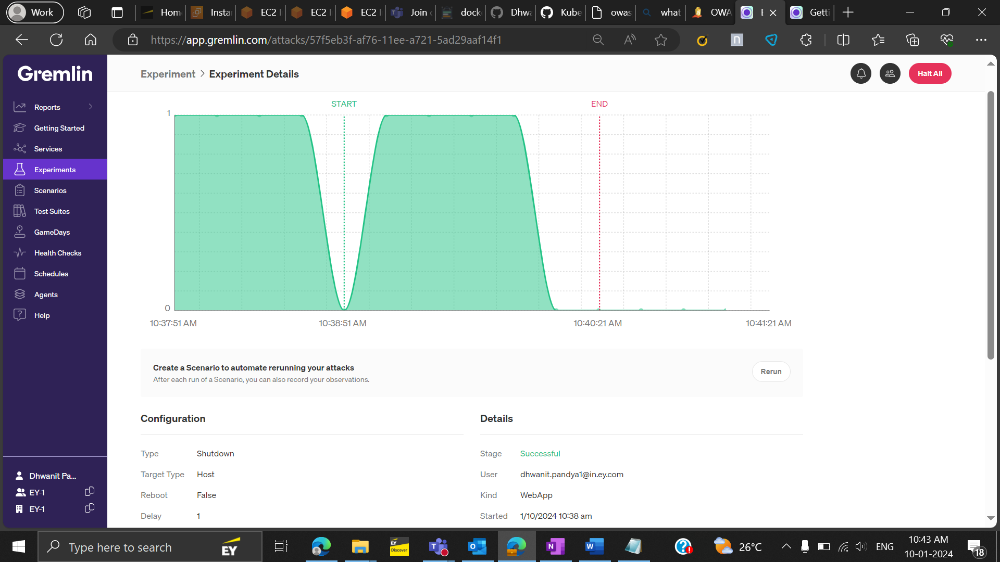 Work
Hom
Insta
EC2 I
EC2 I
EC2 I
Join
dock
Dhwa
Kube
owas
what
OWA
Getti
https://app.gremlin.com/attacks/57f5eb3f-af76-11ee-a721-5ad29aaf14f1
n
Gremlin
Experiment > Experiment Details
Halt All
Reports
Getting Started
Services
Experiments
Scenarios
Test Suites
GameDays
Health Checks
Schedules
Agents
Help
START
END
1
0
10:37:51 AM
10:38:51 AM
10:40:21 AM
10:41:21 AM
Create a Scenario to automate rerunning your attacks
After each run of a Scenario, you can also record your observations.
Rerun
Configuration
Type Shutdown
Target Type Host
Reboot False
Delay 1
Details
Stage Successful
User dhwanit.pandya1@in.ey.com
Kind WebApp
Started 1/10/2024 10:38 am
Dhwanit Pa...
EY-1
EY-1
Type here to search
EY
EY
Discover
26°C
ENG
10:43 AM
10-01-2024
18